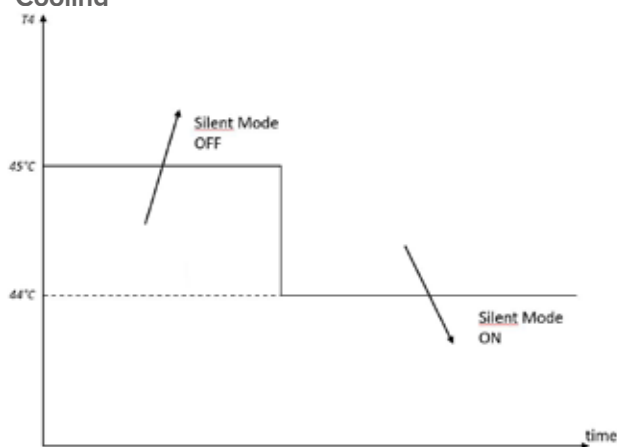 Cooling
T4
Silent Mode
OFF
45°C
44°C
Silent Mode
ON
time